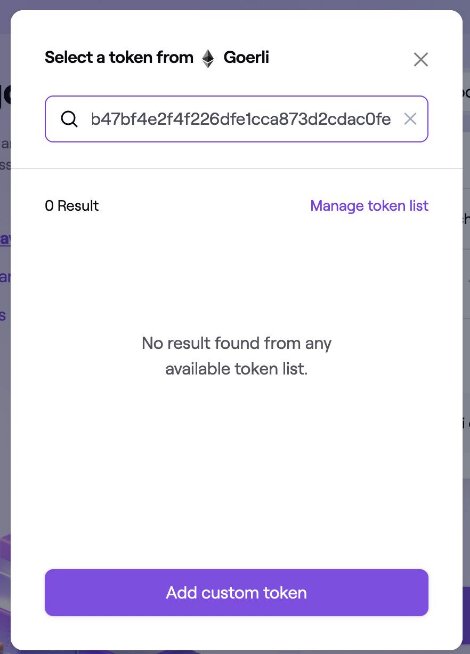 Select a token from Goerli
b47bf4e2f4f226dfe1cca873d2cdac0fe
0 Result
Manage token list
No result found from any
available token list.
Add custom token